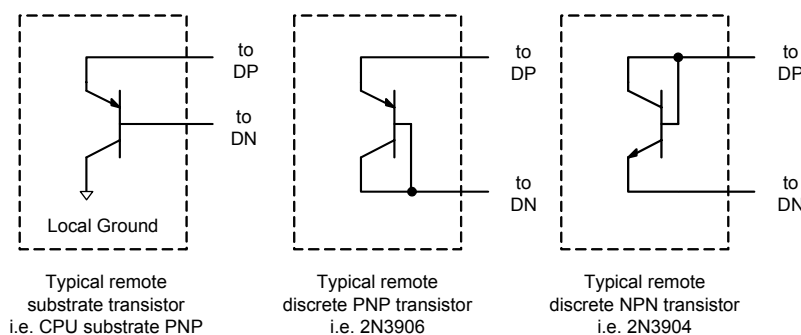 to
DP
to
DN
Local Ground
Typical remote
substrate transistor
i.e. CPU substrate PNP
to
DP
to
DN
Typical remote
discrete PNP transistor
i.e. 2N3906
to
DP
to
DN
Typical remote
discrete NPN transistor
i.e. 2N3904